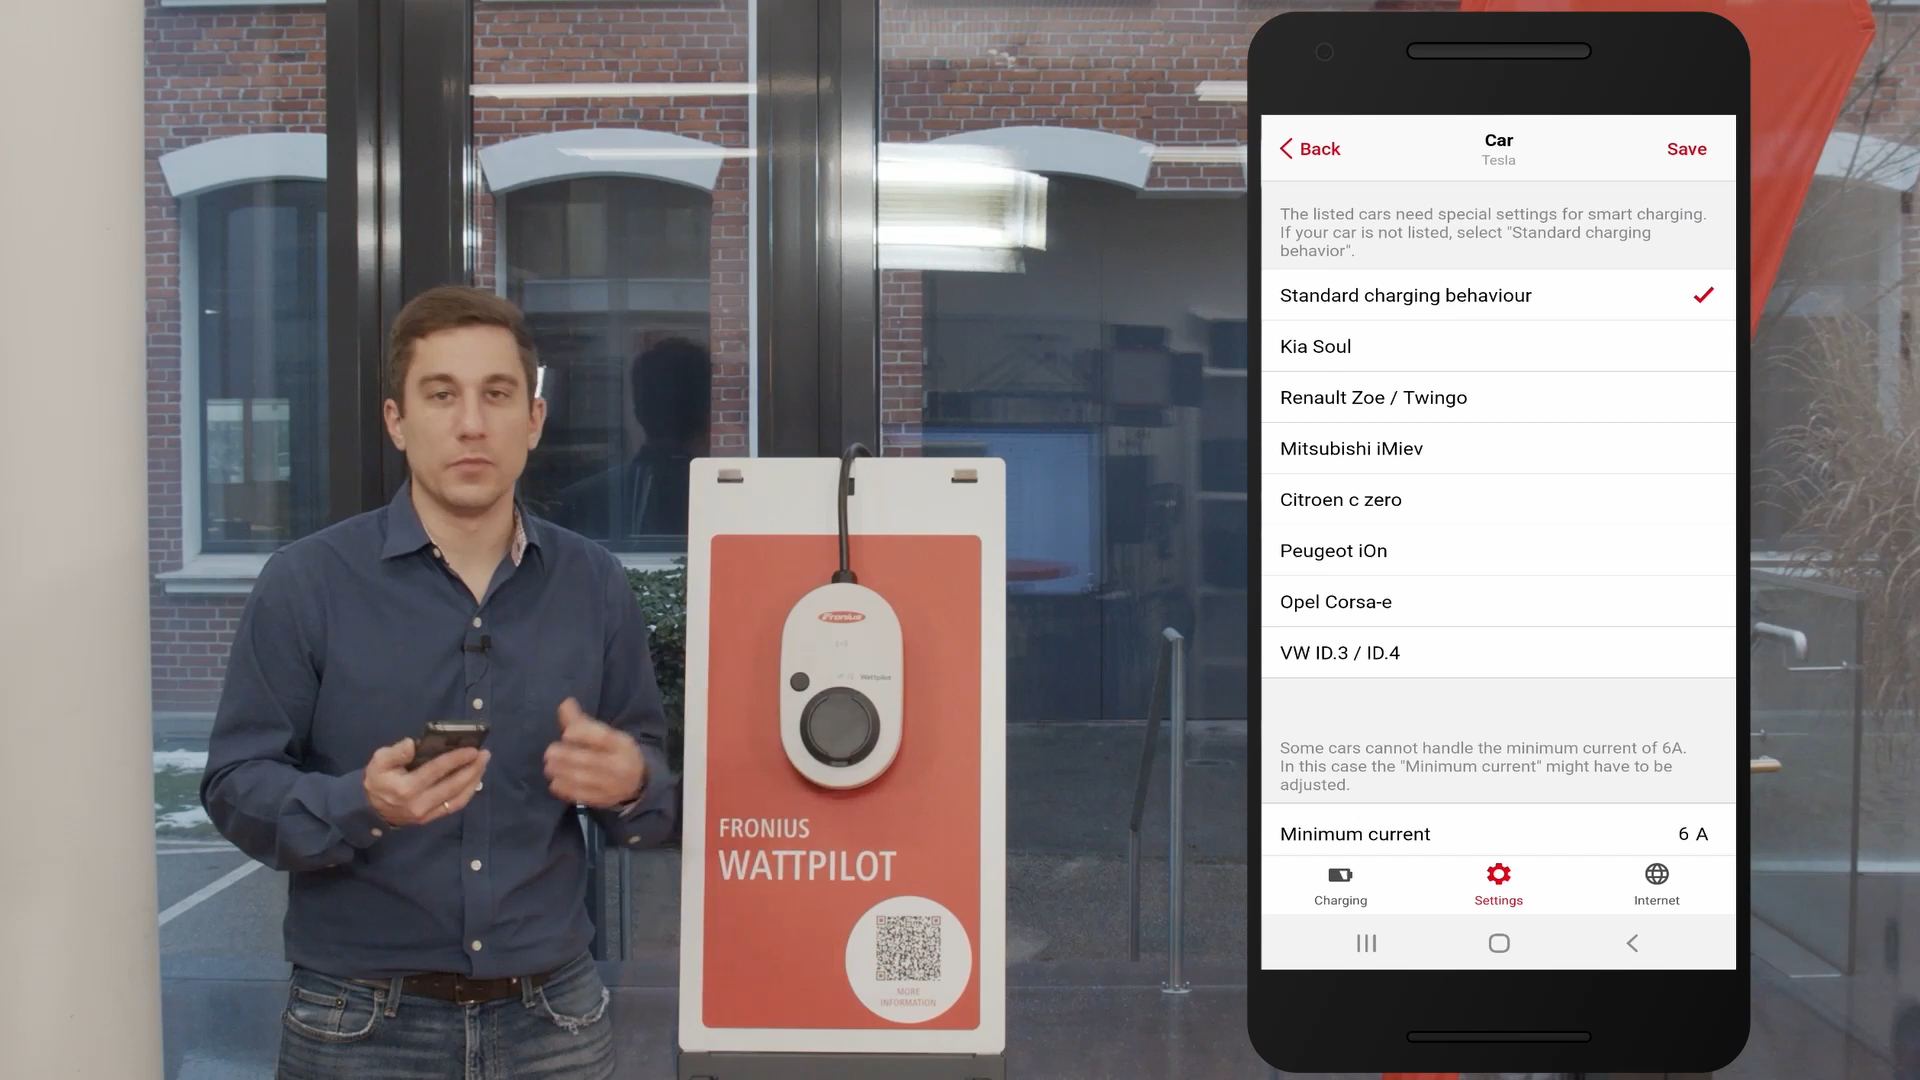 Back
Car
Tesla
Save
The listed cars need special settings for smart charging.
If your car is not listed, select "Standard charging
behavior".
Standard charging behaviour
Kia Soul
Renault Zoe / Twingo
Mitsubishi iMiev
Citroen c zero
Peugeot iOn
Opel Corsa-e
VW ID.3 / ID.4
Some cars cannot handle the minimum current of 6A.
In this case the "Minimum current" might have to be
adjusted.
Minimum current 6 A
Charging
Settings
Internet
Fronius
Wattpilot
FRONIUS
WATTPILOT
MORE
INFORMATION